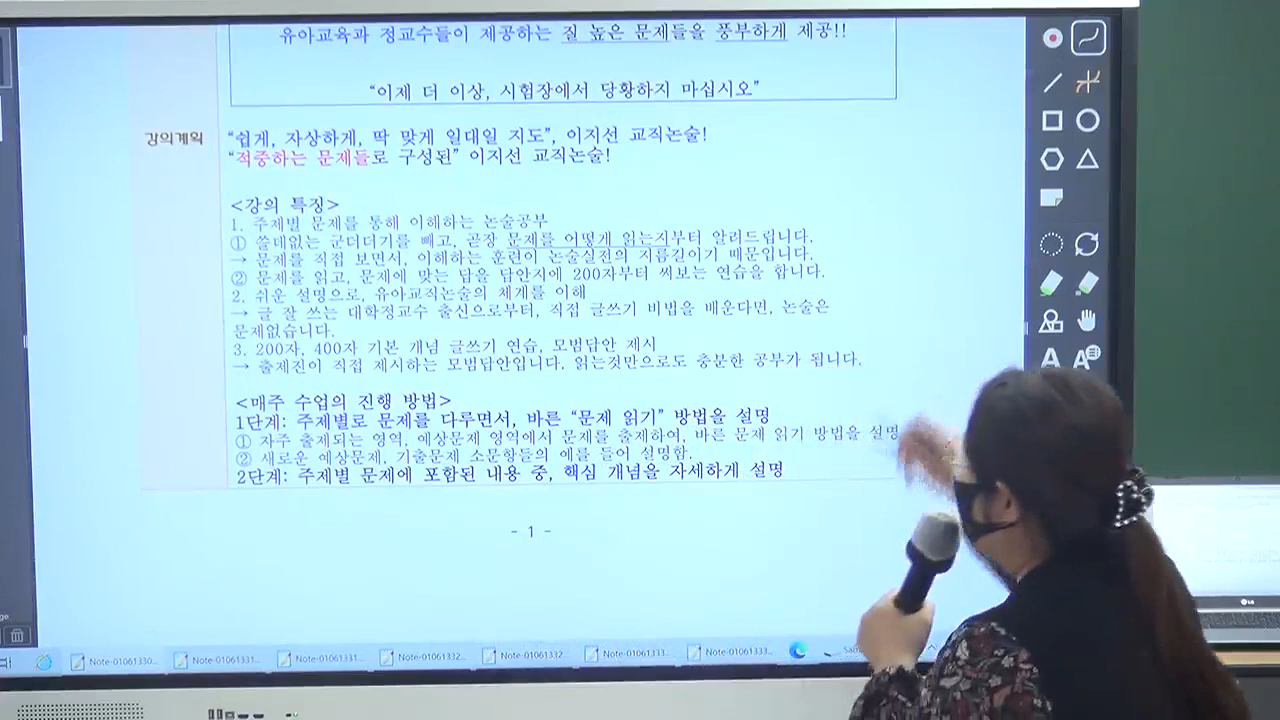 유아교육과 정교수들이 제공하는 질 높은 문제들을 풍부하게 제공!!
“이제 더 이상, 시험장에서 당황하지 마십시오”
강의계획
“쉽게, 자상하게, 딱 맞게 일대일 지도”, 이지선 교직논술!
“적중하는 문제들로 구성된” 이지선 교직논술!
<강의 특징>
1. 주제별 문제를 통해 이해하는 논술공부
① 쓸데없는 군더더기를 빼고, 곧장 문제를 어떻게 읽는지부터 알려드립니다.
→ 문제를 직접 보면서, 이해하는 훈련이 논술실전의 지름길이기 때문입니다.
② 문제를 읽고, 문제에 맞는 답을 답안지에 200자부터 써보는 연습을 합니다.
2. 쉬운 설명으로, 유아교직논술의 체계를 이해
→ 글 잘 쓰는 대학정교수 출신으로부터, 직접 글쓰기 비법을 배운다면, 논술은
문제없습니다.
3. 200자, 400자 기본 개념 글쓰기 연습, 모범답안 제시
→ 출제진이 직접 제시하는 모범답안입니다. 읽는것만으로도 충분한 공부가 됩니다.
<매주 수업의 진행 방법>
1단계: 주제별로 문제를 다루면서, 바른 “문제 읽기” 방법을 설명
① 자주 출제되는 영역, 예상문제 영역에서 문제를 출제하여, 바른 문제 읽기 방법을 설명
② 새로운 예상문제, 기출문제 소문항들의 예를 들어 설명함.
2단계: 주제별 문제에 포함된 내용 중, 핵심 개념을 자세하게 설명
- 1 -
Note-01061330... Note-01061331... Note-01061331... Note-01061332... Note-01061332... Note-01061333... Note-01061333...
LG